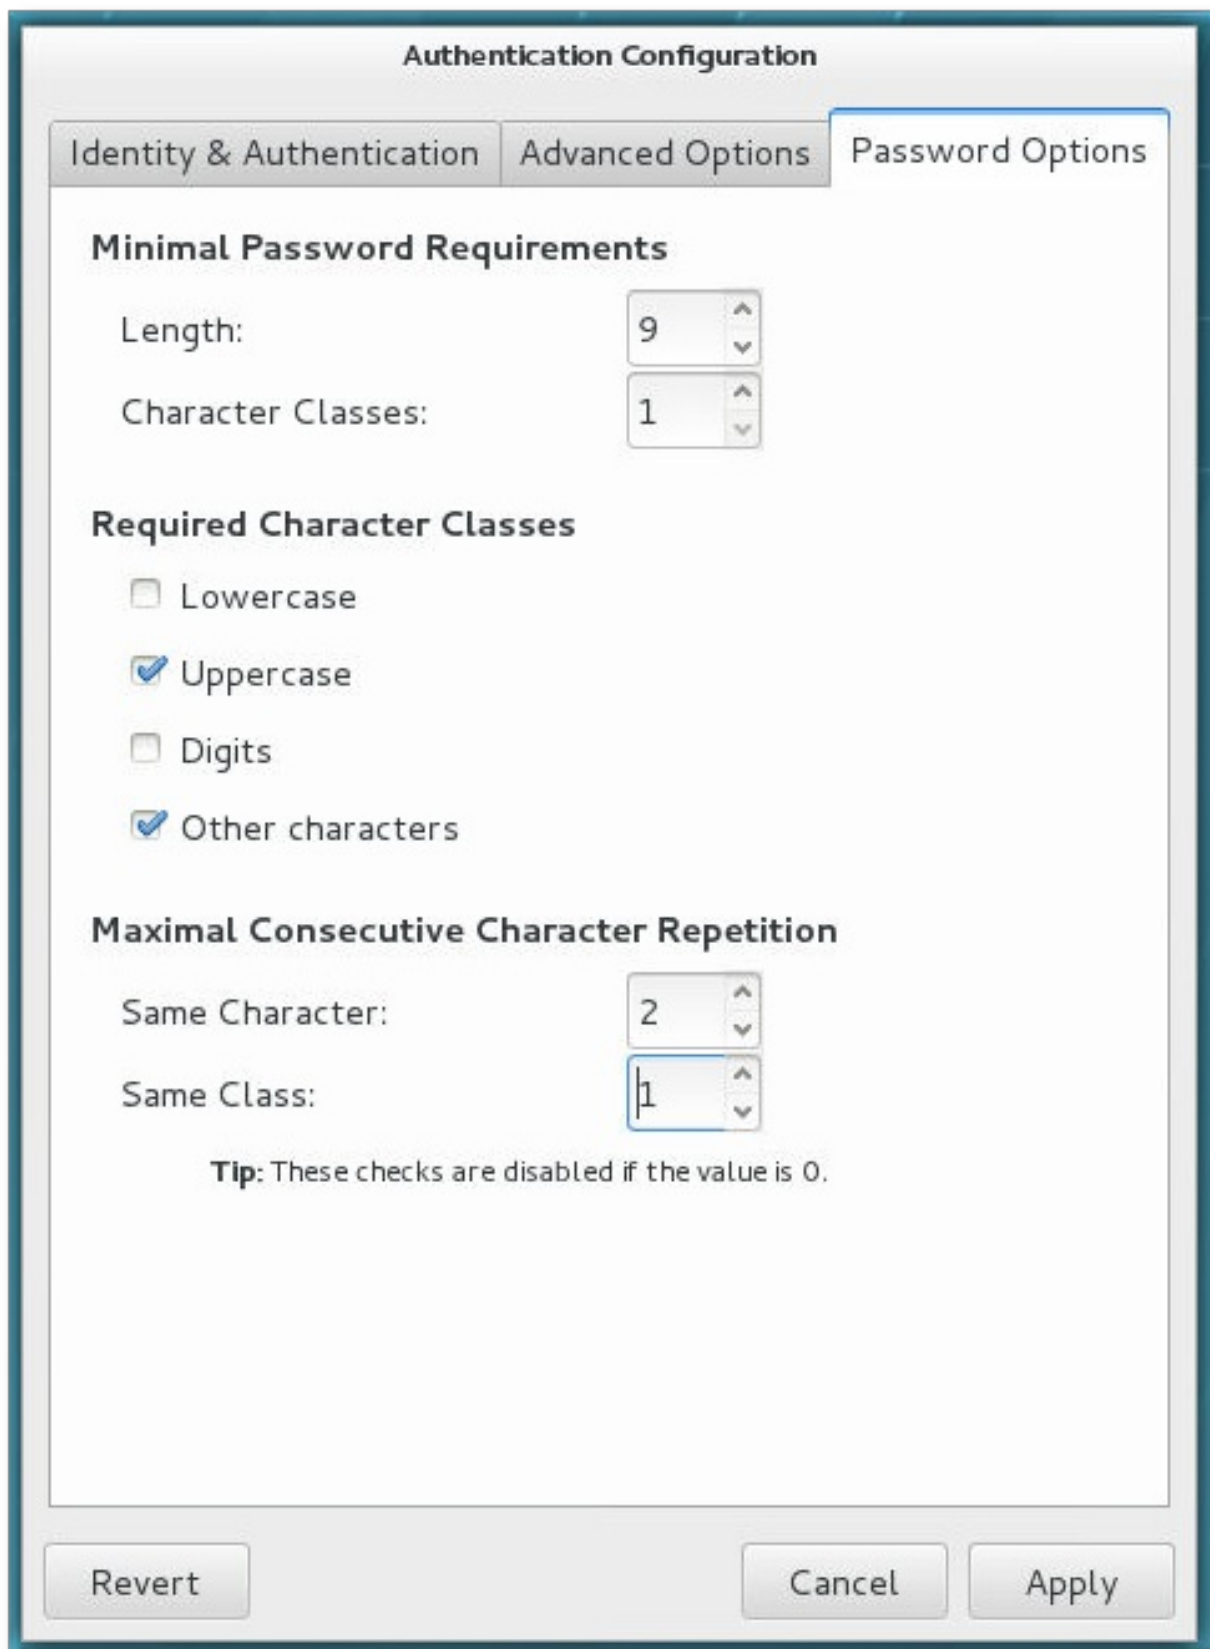 Authentication Configuration
Identity & Authentication Advanced Options Password Options
Minimal Password Requirements
Length: 9
Character Classes: 1
Required Character Classes
Lowercase
Uppercase
Digits
Other characters
Maximal Consecutive Character Repetition
Same Character: 2
Same Class: 1
Tip: These checks are disabled if the value is 0.
Revert Cancel Apply